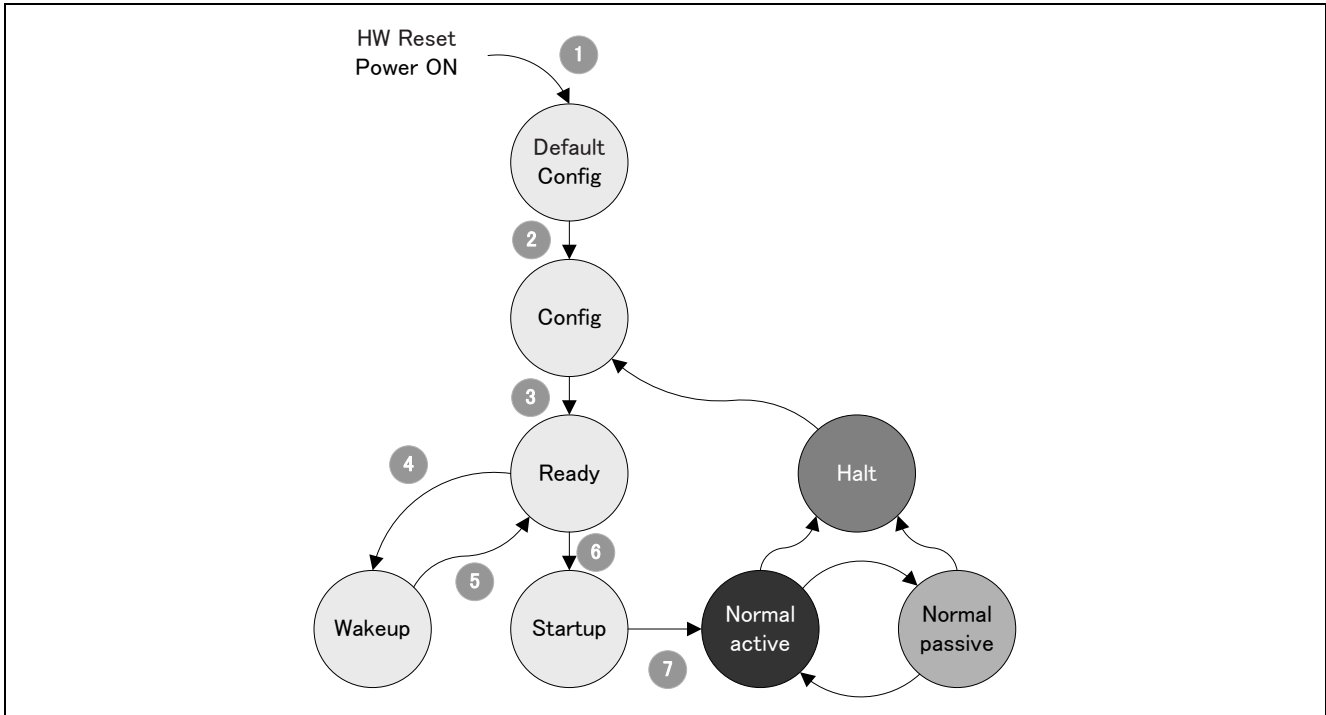 HW Reset
Power ON
1
Default
Config
2
Config
3
4
Ready
Halt
5
6
Wakeup
Startup
7
Normal
active
Normal
passive